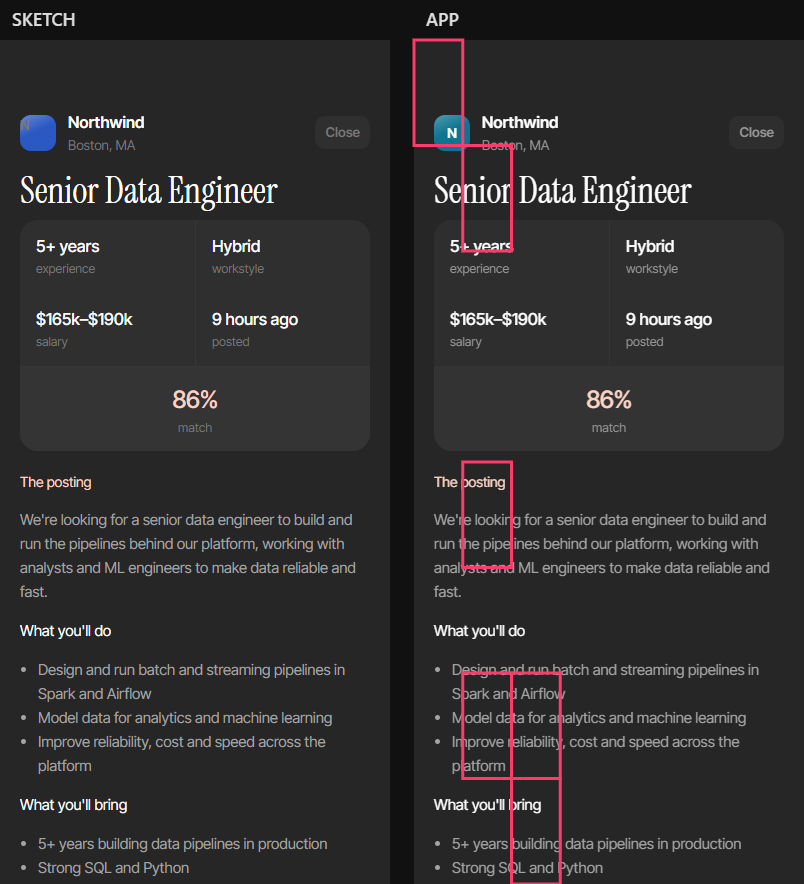 SKETCH
N
Northwind
Boston, MA
Close
Senior Data Engineer
5+ years
experience
Hybrid
workstyle
$165k–$190k
salary
9 hours ago
posted
86%
match
The posting
We're looking for a senior data engineer to build and
run the pipelines behind our platform, working with
analysts and ML engineers to make data reliable and
fast.
What you'll do
• Design and run batch and streaming pipelines in
Spark and Airflow
• Model data for analytics and machine learning
• Improve reliability, cost and speed across the
platform
What you'll bring
• 5+ years building data pipelines in production
• Strong SQL and Python
APP
N
Northwind
Boston, MA
Close
Senior Data Engineer
5+ years
experience
Hybrid
workstyle
$165k–$190k
salary
9 hours ago
posted
86%
match
The posting
We're looking for a senior data engineer to build and
run the pipelines behind our platform, working with
analysts and ML engineers to make data reliable and
fast.
What you'll do
• Design and run batch and streaming pipelines in
Spark and Airflow
• Model data for analytics and machine learning
• Improve reliability, cost and speed across the
platform
What you'll bring
• 5+ years building data pipelines in production
• Strong SQL and Python